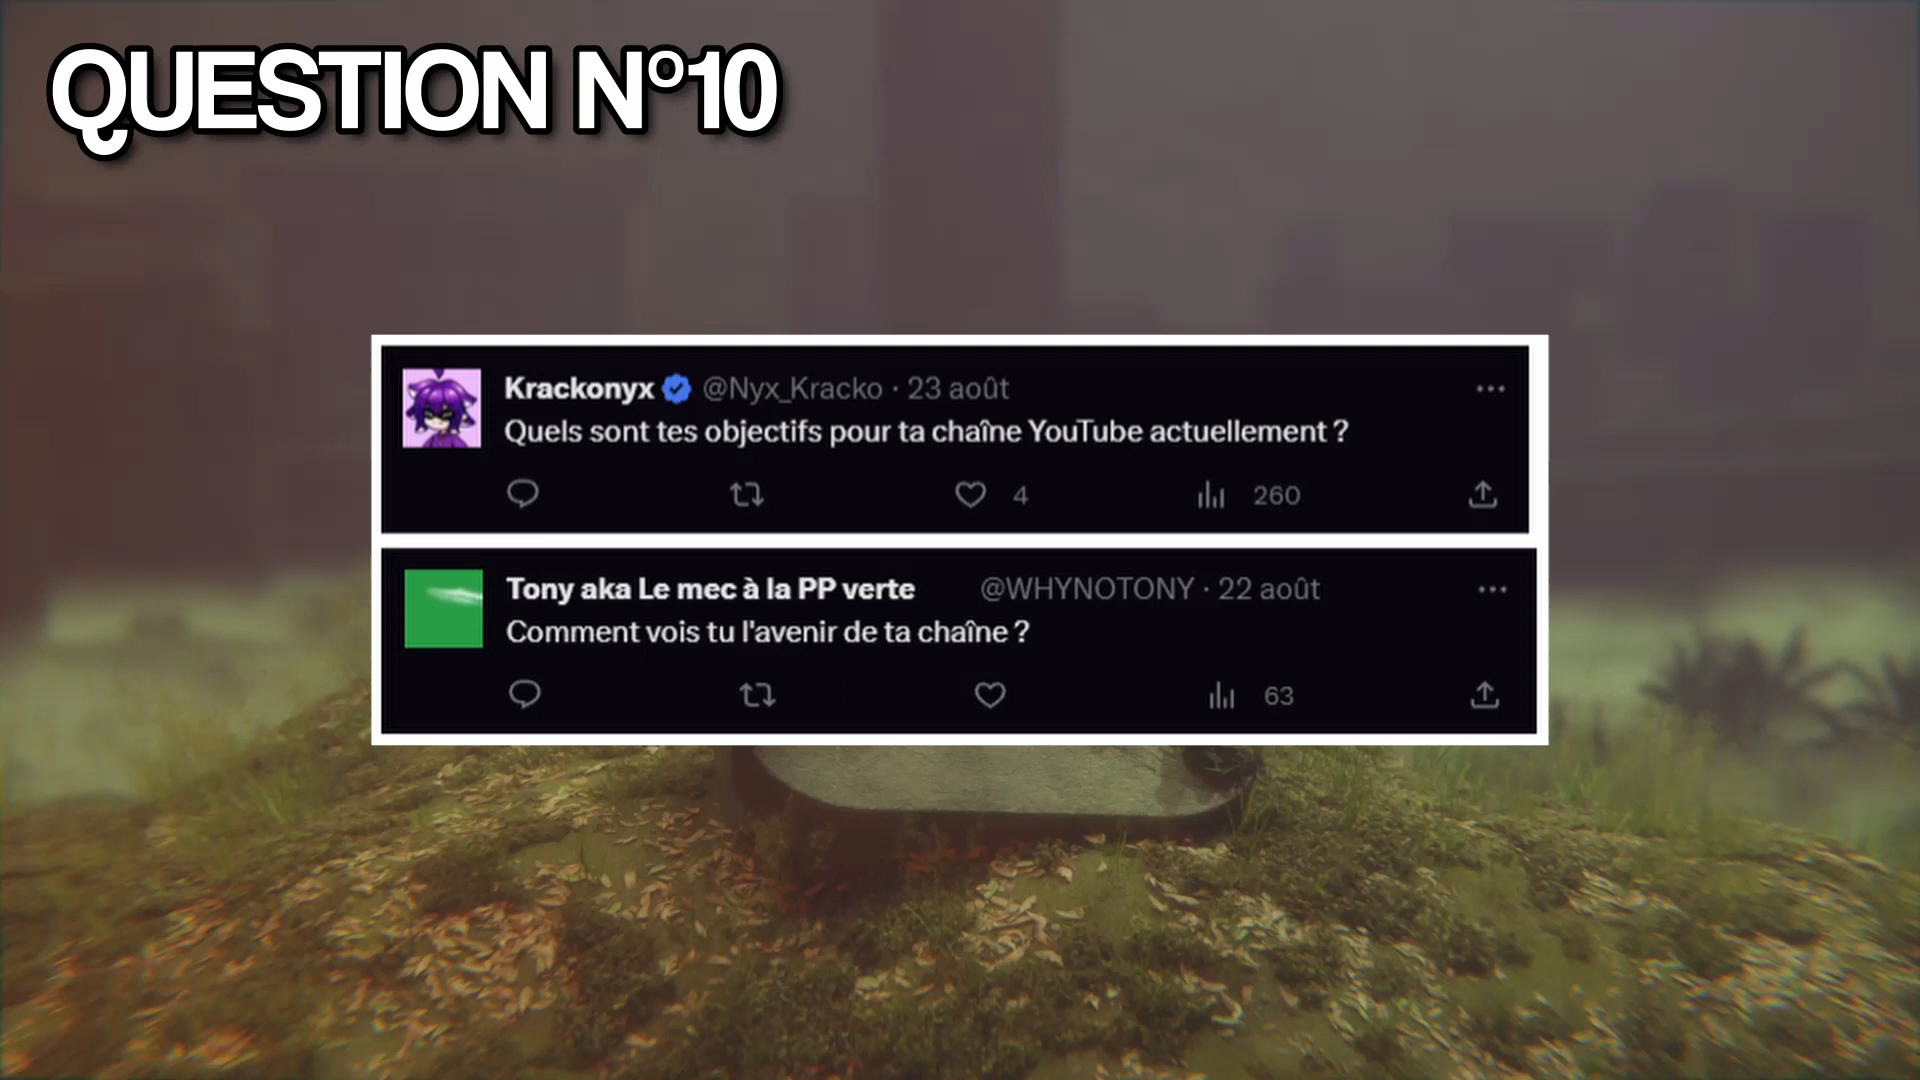 QUESTION N°10
Krackonyx @Nyx_Kracko · 23 août
Quels sont tes objectifs pour ta chaîne YouTube actuellement ?
4 260
Tony aka Le mec à la PP verte @WHYNOTONY · 22 août
Comment vois tu l'avenir de ta chaîne ?
63